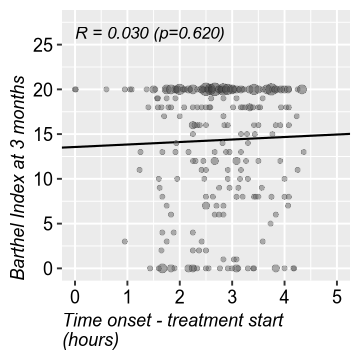 R = 0.030 (p=0.620)
25
20
15
10
5
0
Barthel Index at 3 months
0 1 2 3 4 5
Time onset - treatment start
(hours)